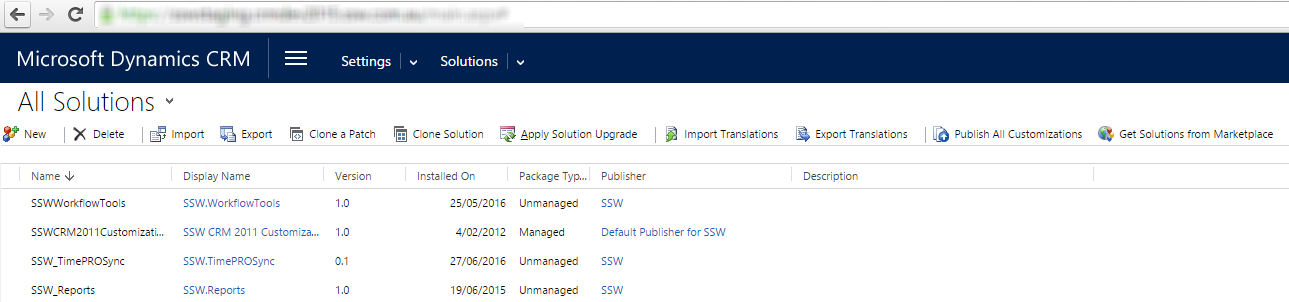 Microsoft Dynamics CRM Settings Solutions
All Solutions
New Delete Import Export Clone a Patch Clone Solution Apply Solution Upgrade Import Translations Export Translations Publish All Customizations Get Solutions from Marketplace
Name Display Name Version Installed On Package Typ... Publisher Description
SSWWorkflowTools SSW.WorkflowTools 1.0 25/05/2016 Unmanaged SSW
SSWCRM2011Customizati... SSW CRM 2011 Customiza... 1.0 4/02/2012 Managed Default Publisher for SSW
SSW_TimePROSync SSW.TimePROSync 0.1 27/06/2016 Unmanaged SSW
SSW_Reports SSW.Reports 1.0 19/06/2015 Unmanaged SSW